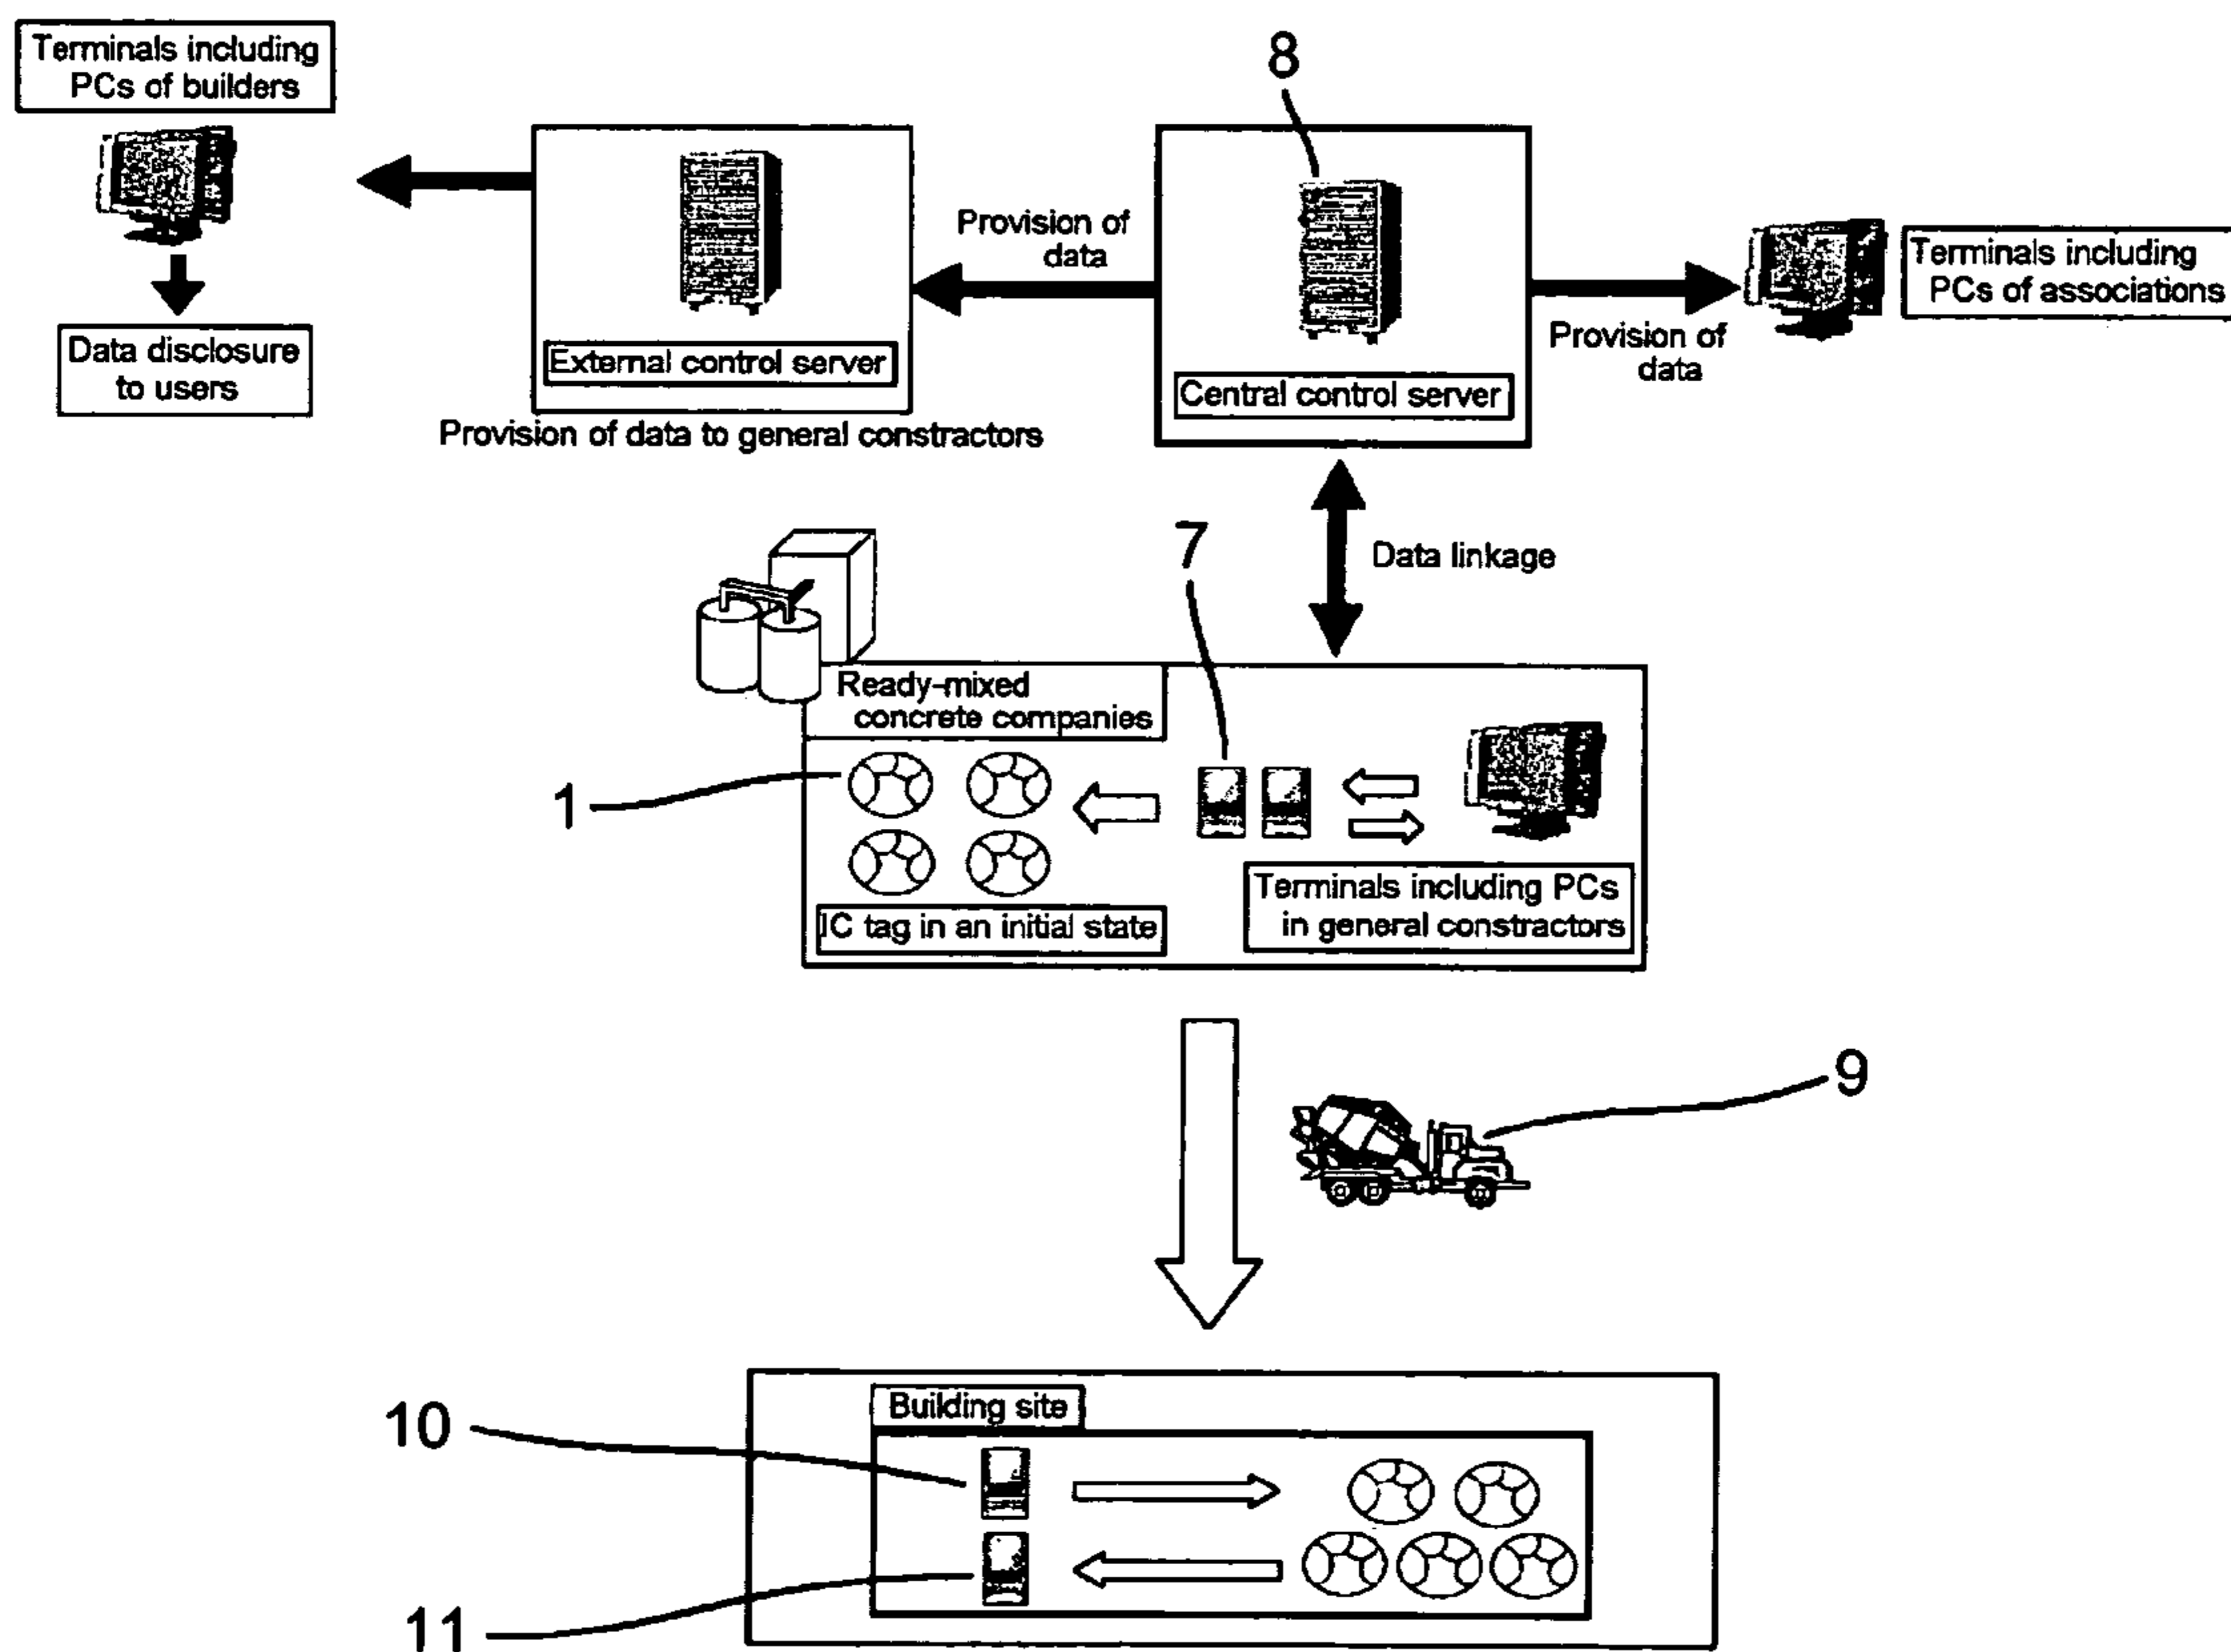 Terminals including
PCs of builders
8
Provision of
data
Terminals including
PCs of associations
Data disclosure
to users
External control server
Central control server
Provision of
data
Provision of data to general constractors
7
Data linkage
Ready-mixed
concrete companies
1
Terminals including PCs
in general constractors
IC tag in an initial state
9
Building site
10
11